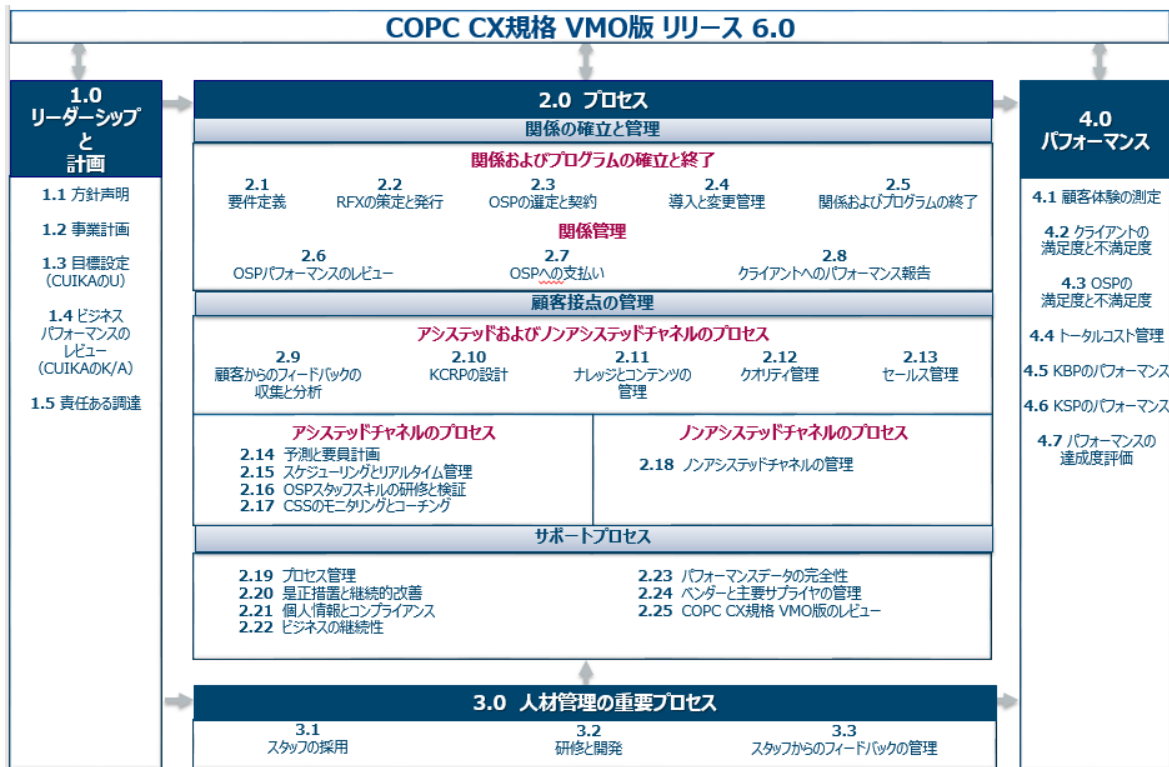 COPC CX規格 VMO版 リリース 6.0
1.0
リーダーシップ
と
計画
1.1 方針声明
1.2 事業計画
1.3 目標設定
(CUIKAのU)
1.4 ビジネス
パフォーマンスの
レビュー
(CUIKAのK/A)
1.5 責任ある調達
2.0 プロセス
関係の確立と管理
関係およびプログラムの確立と終了
2.1
要件定義
2.2
RFXの策定と発行
2.3
OSPの選定と契約
2.4
導入と変更管理
2.5
関係およびプログラムの終了
関係管理
2.6
OSPパフォーマンスのレビュー
2.7
OSPへの支払い
2.8
クライアントへのパフォーマンス報告
顧客接点の管理
アシステッドおよびノンアシステッドチャネルのプロセス
2.9
顧客からのフィードバックの
収集と分析
2.10
KCRPの設計
2.11
ナレッジとコンテンツの
管理
2.12
クオリティ管理
2.13
セールス管理
アシステッドチャネルのプロセス
2.14 予測と要員計画
2.15 スケジューリングとリアルタイム管理
2.16 OSPスタッフスキルの研修と検証
2.17 CSSのモニタリングとコーチング
ノンアシステッドチャネルのプロセス
2.18 ノンアシステッドチャネルの管理
サポートプロセス
2.19 プロセス管理
2.20 是正措置と継続的改善
2.21 個人情報とコンプライアンス
2.22 ビジネスの継続性
2.23 パフォーマンスデータの完全性
2.24 ベンダーと主要サプライヤの管理
2.25 COPC CX規格 VMO版のレビュー
3.0 人材管理の重要プロセス
3.1
スタッフの採用
3.2
研修と開発
3.3
スタッフからのフィードバックの管理
4.0
パフォーマンス
4.1 顧客体験の測定
4.2 クライアントの
満足度と不満足度
4.3 OSPの
満足度と不満足度
4.4 トータルコスト管理
4.5 KBPのパフォーマンス
4.6 KSPのパフォーマンス
4.7 パフォーマンスの
達成度評価